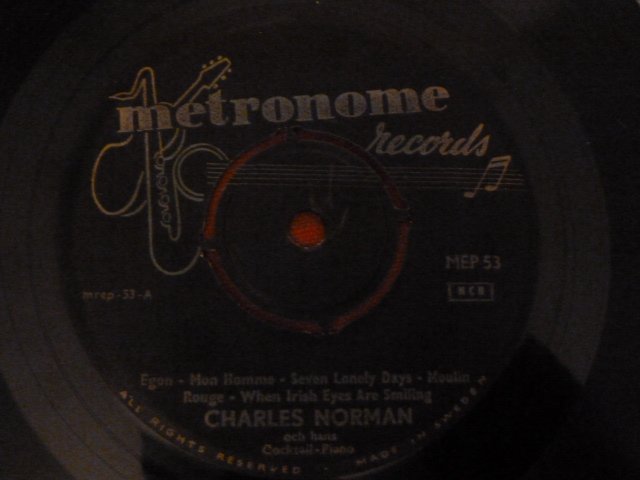 metronome
records
MEP 53
mrep-53-A
NCB
Egon - Mon Homme - Seven Lonely Days - Moulin
Rouge - When Irish Eyes Are Smiling
CHARLES NORMAN
och hans
Cocktail-Piano
ALL RIGHTS RESERVED MADE IN SWEDEN